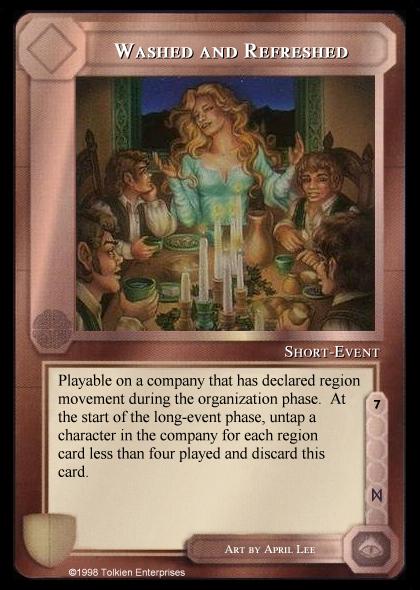 Washed and Refreshed
Short-Event
Playable on a company that has declared region
movement during the organization phase.  At
the start of the long-event phase, untap a
character in the company for each region
card less than four played and discard this
card.
7
Art by April Lee
©1998 Tolkien Enterprises